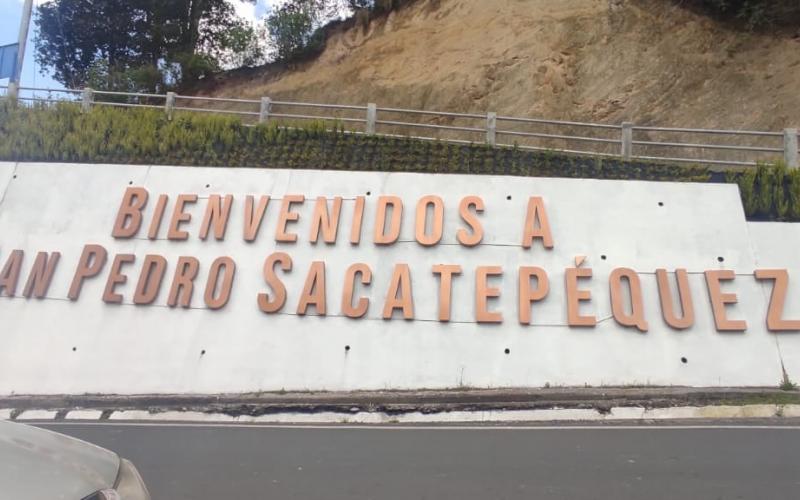 BIENVENIDOS A
AN PEDRO SACATEPÉQUEZ